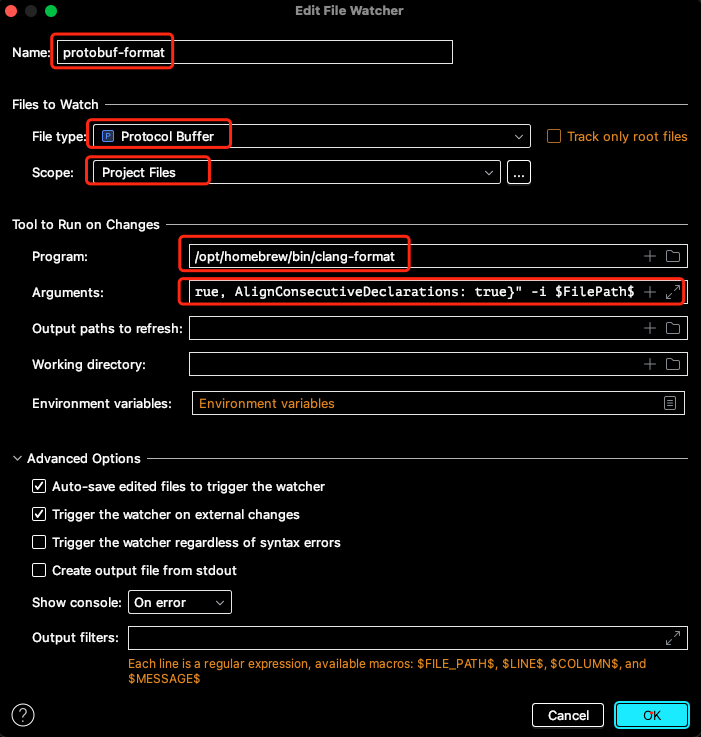 Edit File Watcher
Name: protobuf-format
Files to Watch
File type: P Protocol Buffer Track only root files
Scope: Project Files ...
Tool to Run on Changes
Program: /opt/homebrew/bin/clang-format
Arguments: rue, AlignConsecutiveDeclarations: true}" -i $FilePath$
Output paths to refresh:
Working directory:
Environment variables: Environment variables
Advanced Options
Auto-save edited files to trigger the watcher
Trigger the watcher on external changes
Trigger the watcher regardless of syntax errors
Create output file from stdout
Show console: On error
Output filters:
Each line is a regular expression, available macros: $FILE_PATH$, $LINE$, $COLUMN$, and
$MESSAGE$
? Cancel OK